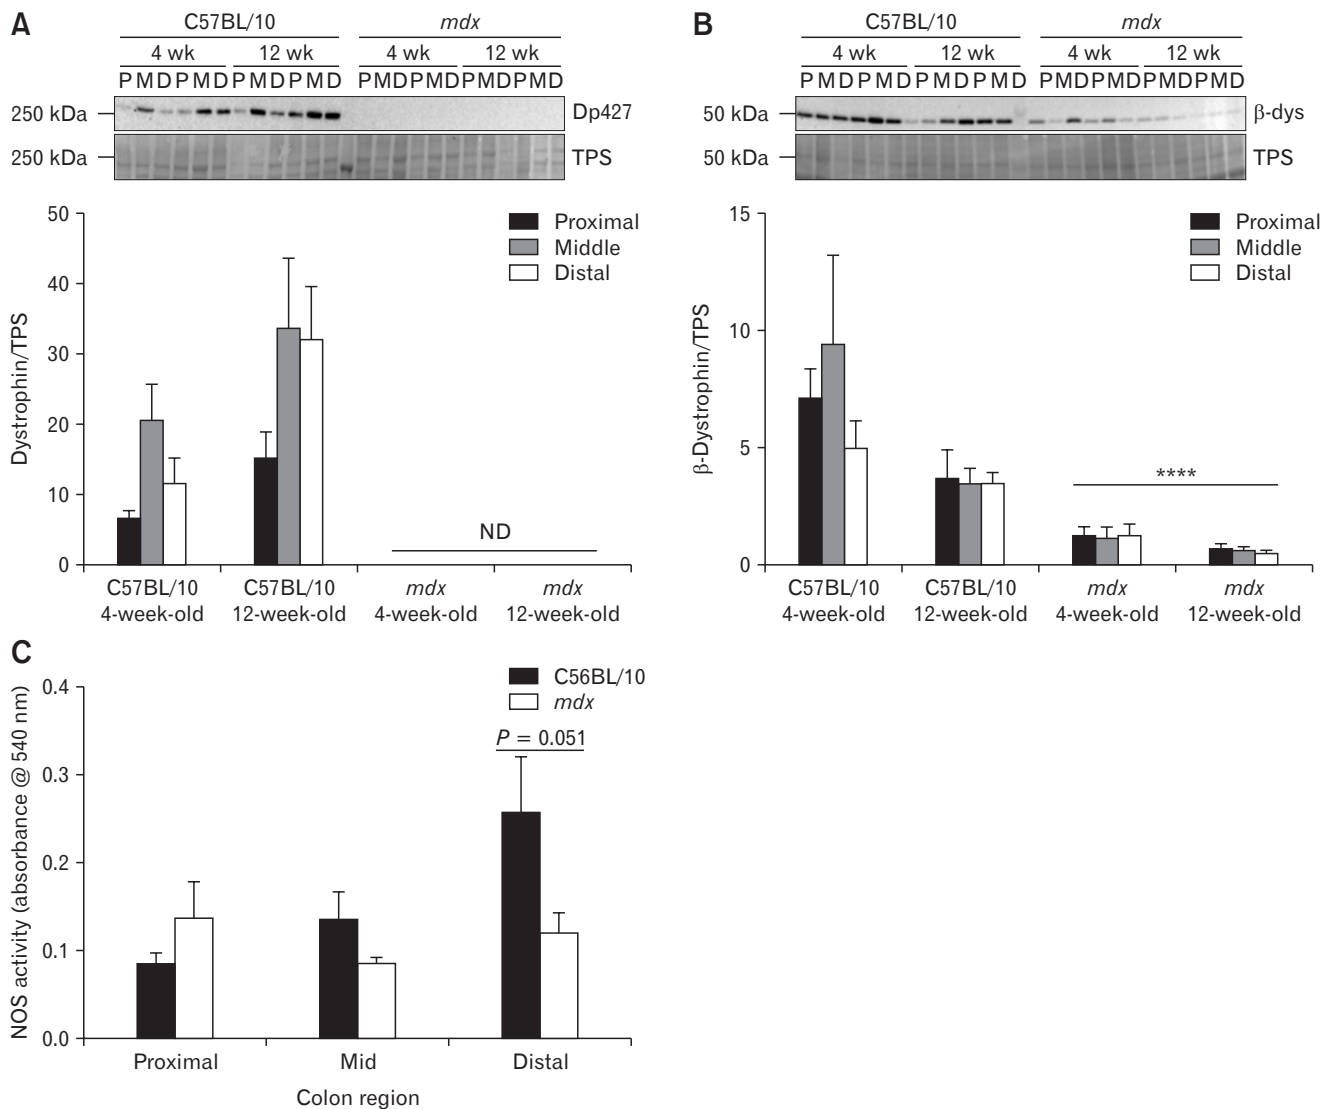 A
C57BL/10 mdx
4 wk 12 wk 4 wk 12 wk
P M D P M D P M D P M D P M D P M D P M D P M D
250 kDa Dp427
250 kDa TPS
50
40
30
20
10
0
Dystrophin/TPS
Proximal
Middle
Distal
ND
C57BL/10 C57BL/10 mdx mdx
4-week-old 12-week-old 4-week-old 12-week-old
B
C57BL/10 mdx
4 wk 12 wk 4 wk 12 wk
P M D P M D P M D P M D P M D P M D P M D P M D
50 kDa β-dys
50 kDa TPS
15
10
5
0
β-Dystrophin/TPS
Proximal
Middle
Distal
****
C57BL/10 C57BL/10 mdx mdx
4-week-old 12-week-old 4-week-old 12-week-old
C
0.4
0.3
0.2
0.1
0.0
NOS activity (absorbance @ 540 nm)
C56BL/10
mdx
P = 0.051
Proximal Mid Distal
Colon region